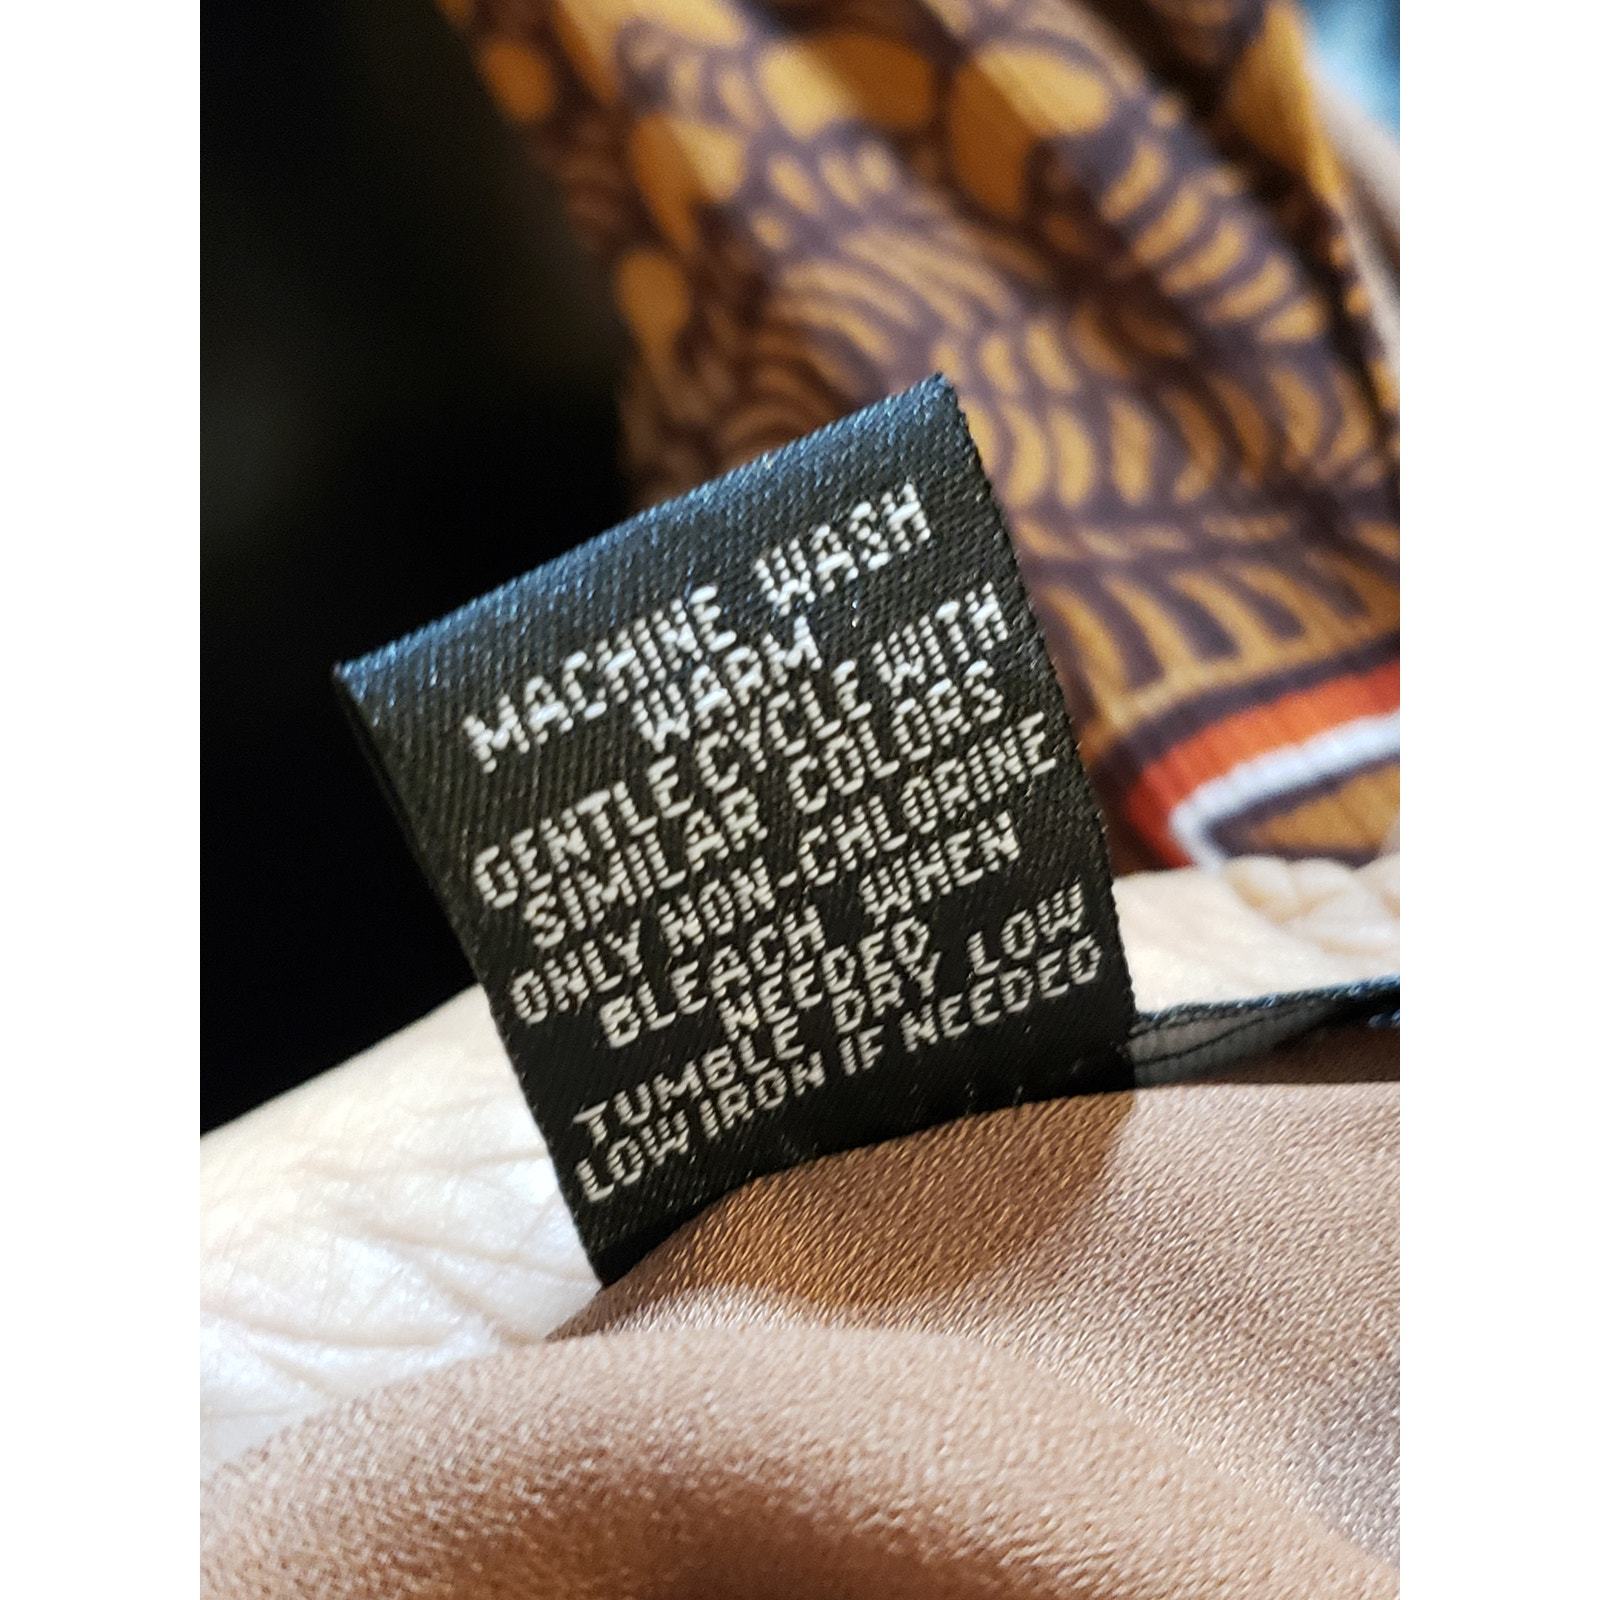 MACHINE WASH
WARM
GENTLE CYCLE WITH
SIMILAR COLORS
ONLY NON-CHLORINE
BLEACH WHEN
NEEDED
TUMBLE DRY LOW
LOW IRON IF NEEDED